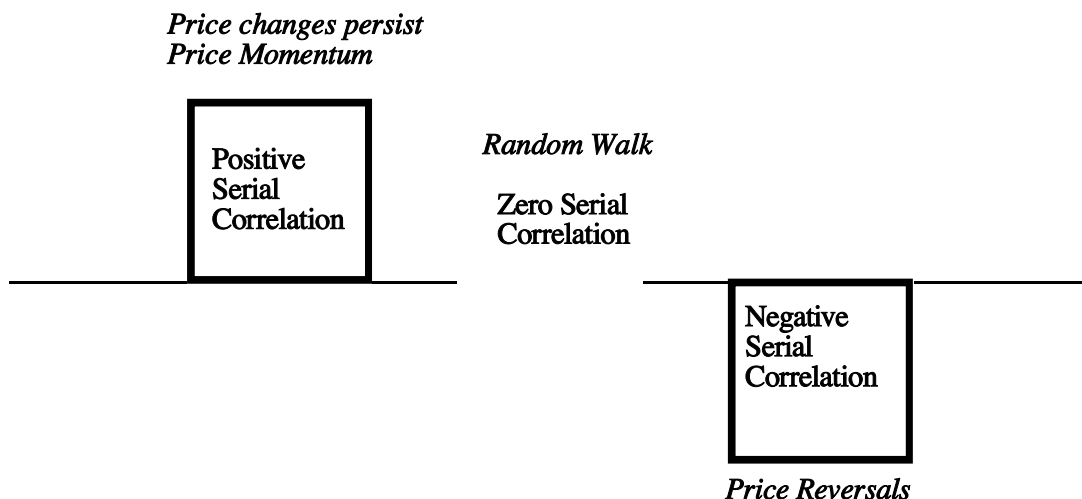 Price changes persist
Price Momentum
Positive
Serial
Correlation
Random Walk
Zero Serial
Correlation
Negative
Serial
Correlation
Price Reversals